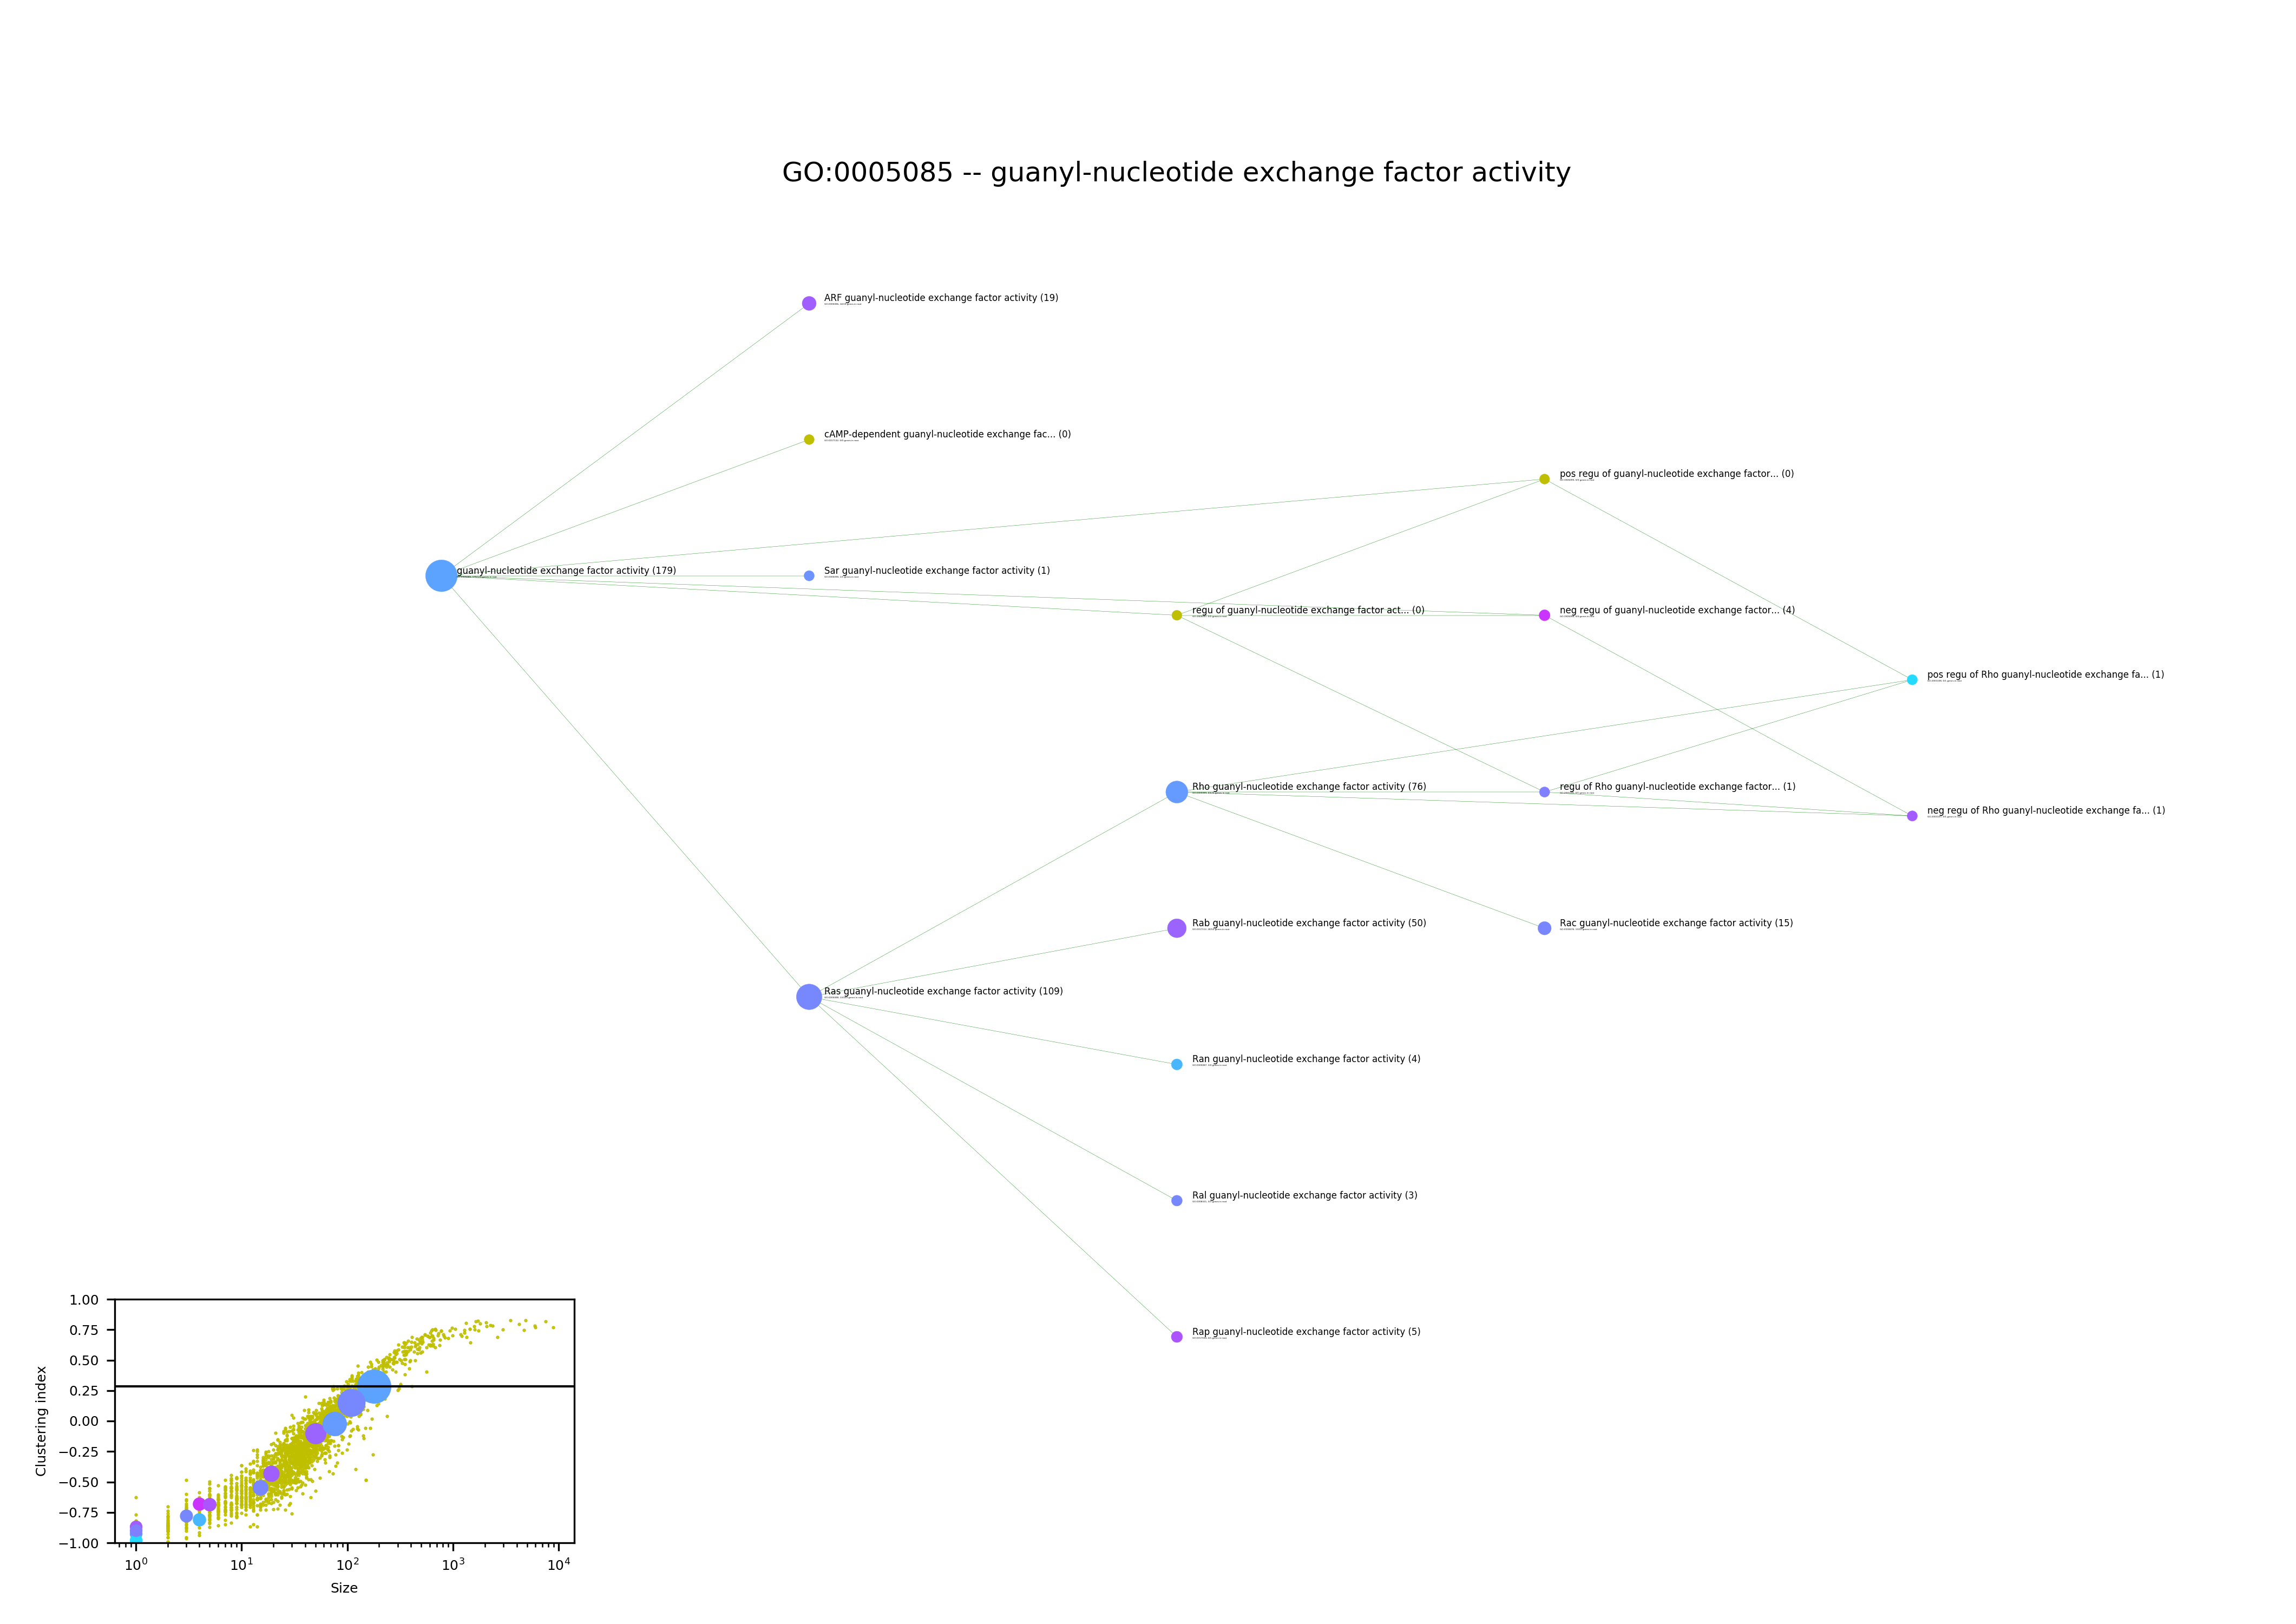 GO:0005085 -- guanyl-nucleotide exchange factor activity
ARF guanyl-nucleotide exchange factor activity (19)
cAMP-dependent guanyl-nucleotide exchange fac... (0)
pos regu of guanyl-nucleotide exchange factor... (0)
guanyl-nucleotide exchange factor activity (179)
Sar guanyl-nucleotide exchange factor activity (1)
regu of guanyl-nucleotide exchange factor act... (0)
neg regu of guanyl-nucleotide exchange factor... (4)
pos regu of Rho guanyl-nucleotide exchange fa... (1)
Rho guanyl-nucleotide exchange factor activity (76)
regu of Rho guanyl-nucleotide exchange factor... (1)
neg regu of Rho guanyl-nucleotide exchange fa... (1)
Rab guanyl-nucleotide exchange factor activity (50)
Rac guanyl-nucleotide exchange factor activity (15)
Ras guanyl-nucleotide exchange factor activity (109)
Ran guanyl-nucleotide exchange factor activity (4)
Ral guanyl-nucleotide exchange factor activity (3)
Rap guanyl-nucleotide exchange factor activity (5)
Clustering index
1.00
0.75
0.50
0.25
0.00
−0.25
−0.50
−0.75
−1.00
10⁰ 10¹ 10² 10³ 10⁴
Size